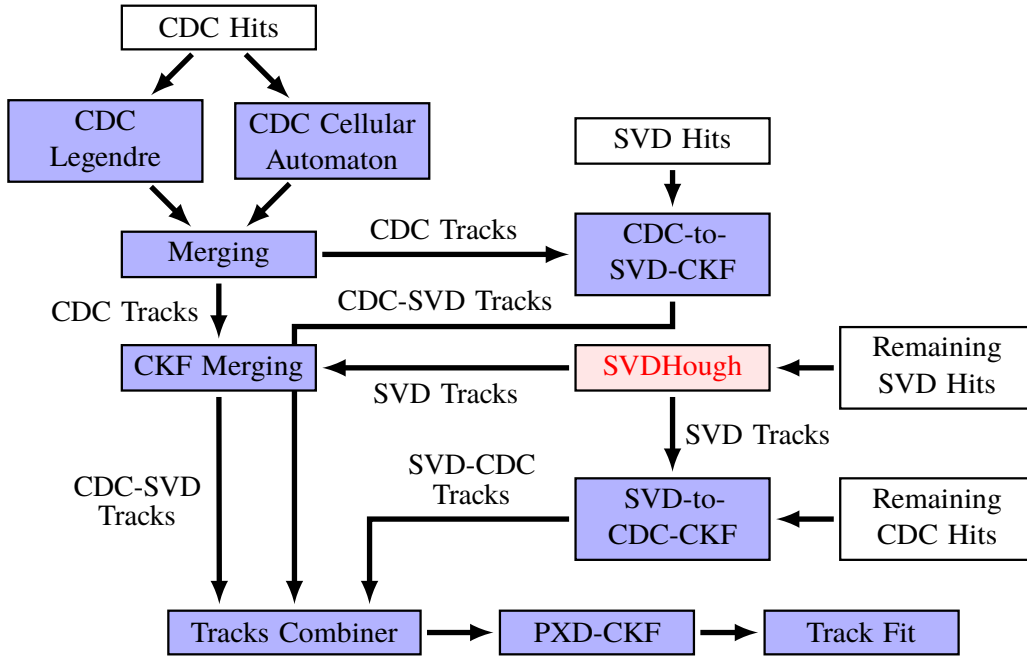 CDC Hits
CDC
Legendre
CDC Cellular
Automaton
SVD Hits
Merging
CDC Tracks
CDC-to-
SVD-CKF
CDC Tracks
CDC-SVD Tracks
CKF Merging
SVD Tracks
SVDHough
Remaining
SVD Hits
SVD Tracks
CDC-SVD
Tracks
SVD-CDC
Tracks
SVD-to-
CDC-CKF
Remaining
CDC Hits
Tracks Combiner
PXD-CKF
Track Fit